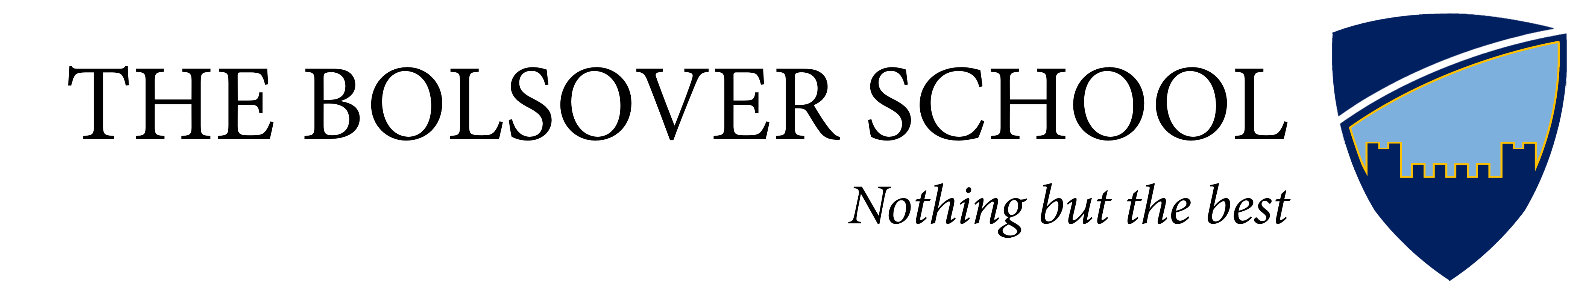 THE BOLSOVER SCHOOL
Nothing but the best